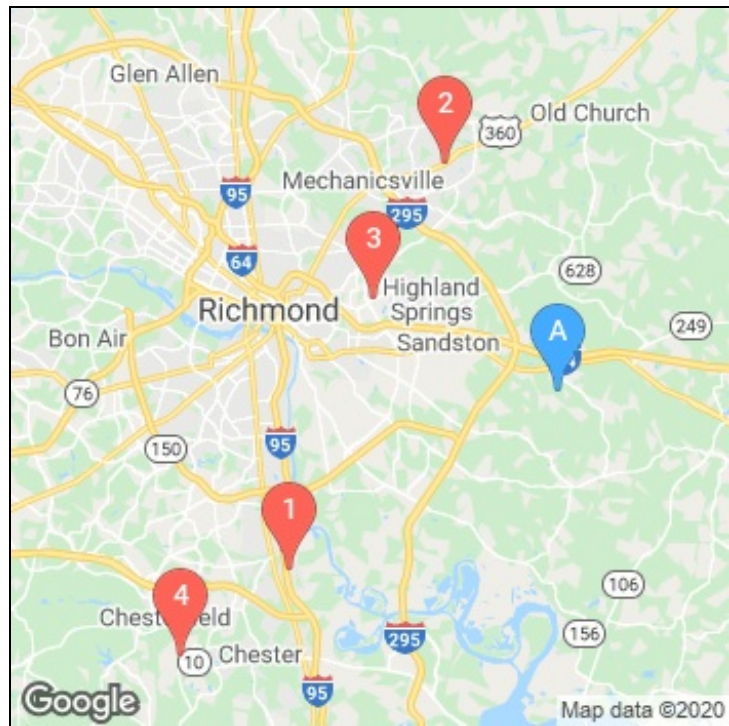 Glen Allen
2
Old Church
360
Mechanicsville
95
295
3
64
628
Highland
Springs
Richmond
Bon Air
Sandston
A
249
76
95
150
1
4
106
Chesterfield
156
10
Chester
295
95
Google
Map data ©2020